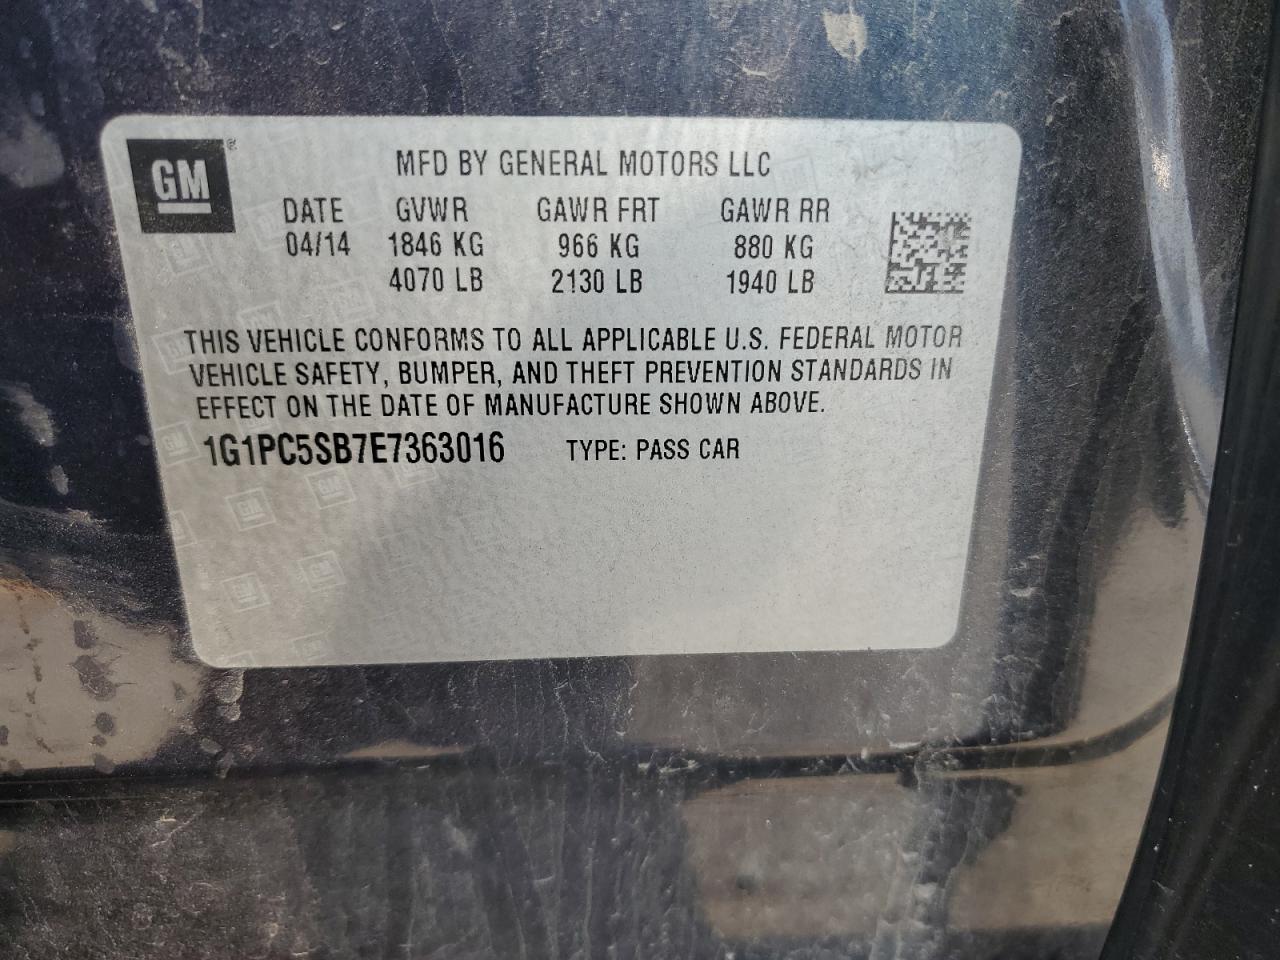 GM ®
MFD BY GENERAL MOTORS LLC
DATE GVWR GAWR FRT GAWR RR
04/14 1846 KG 966 KG 880 KG
4070 LB 2130 LB 1940 LB
THIS VEHICLE CONFORMS TO ALL APPLICABLE U.S. FEDERAL MOTOR
VEHICLE SAFETY, BUMPER, AND THEFT PREVENTION STANDARDS IN
EFFECT ON THE DATE OF MANUFACTURE SHOWN ABOVE.
1G1PC5SB7E7363016 TYPE: PASS CAR